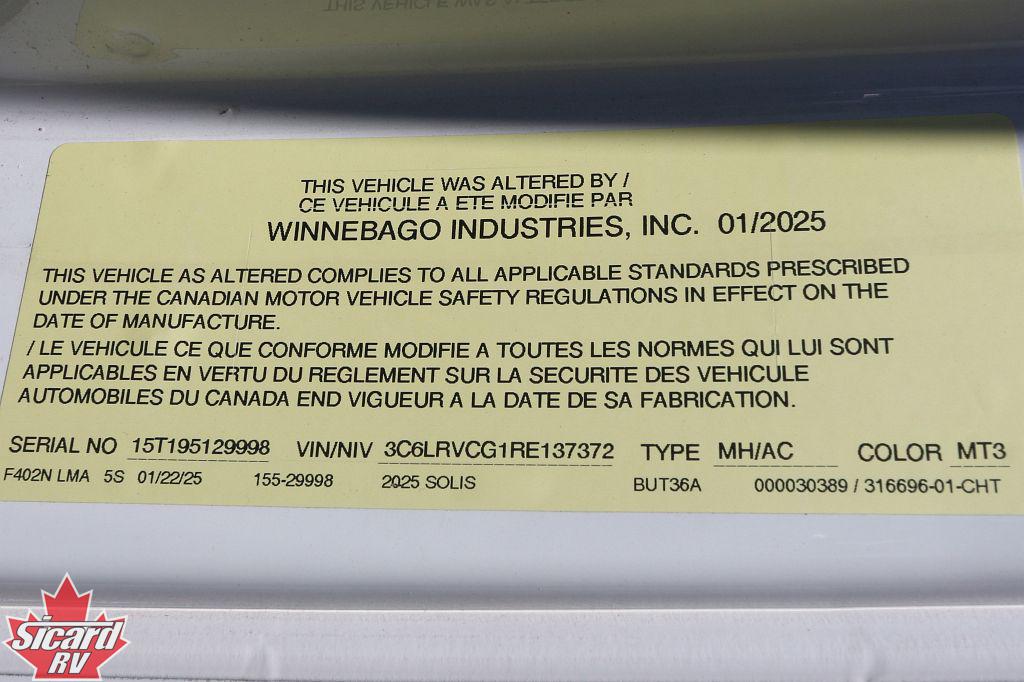 THIS VEHICLE WAS ALTERED BY /
CE VEHICULE A ETE MODIFIE PAR
WINNEBAGO INDUSTRIES, INC. 01/2025
THIS VEHICLE AS ALTERED COMPLIES TO ALL APPLICABLE STANDARDS PRESCRIBED
UNDER THE CANADIAN MOTOR VEHICLE SAFETY REGULATIONS IN EFFECT ON THE
DATE OF MANUFACTURE.
/ LE VEHICULE CE QUE CONFORME MODIFIE A TOUTES LES NORMES QUI LUI SONT
APPLICABLES EN VERTU DU REGLEMENT SUR LA SECURITE DES VEHICULE
AUTOMOBILES DU CANADA END VIGUEUR A LA DATE DE SA FABRICATION.
SERIAL NO 15T195129998 VIN/NIV 3C6LRVCG1RE137372 TYPE MH/AC COLOR MT3
F402N LMA 5S 01/22/25 155-29998 2025 SOLIS BUT36A 000030389 / 316696-01-CHT
Sicard
RV